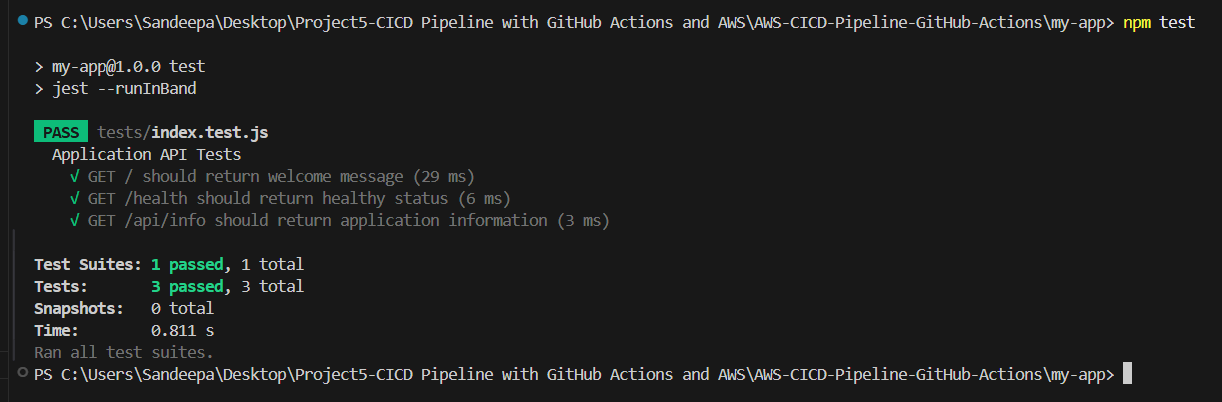 PS C:\Users\Sandeepa\Desktop\Project5-CICD Pipeline with GitHub Actions and AWS\AWS-CICD-Pipeline-GitHub-Actions\my-app> npm test
> my-app@1.0.0 test
> jest --runInBand
PASS tests/index.test.js
Application API Tests
√ GET / should return welcome message (29 ms)
√ GET /health should return healthy status (6 ms)
√ GET /api/info should return application information (3 ms)
Test Suites: 1 passed, 1 total
Tests: 3 passed, 3 total
Snapshots: 0 total
Time: 0.811 s
Ran all test suites.
PS C:\Users\Sandeepa\Desktop\Project5-CICD Pipeline with GitHub Actions and AWS\AWS-CICD-Pipeline-GitHub-Actions\my-app>